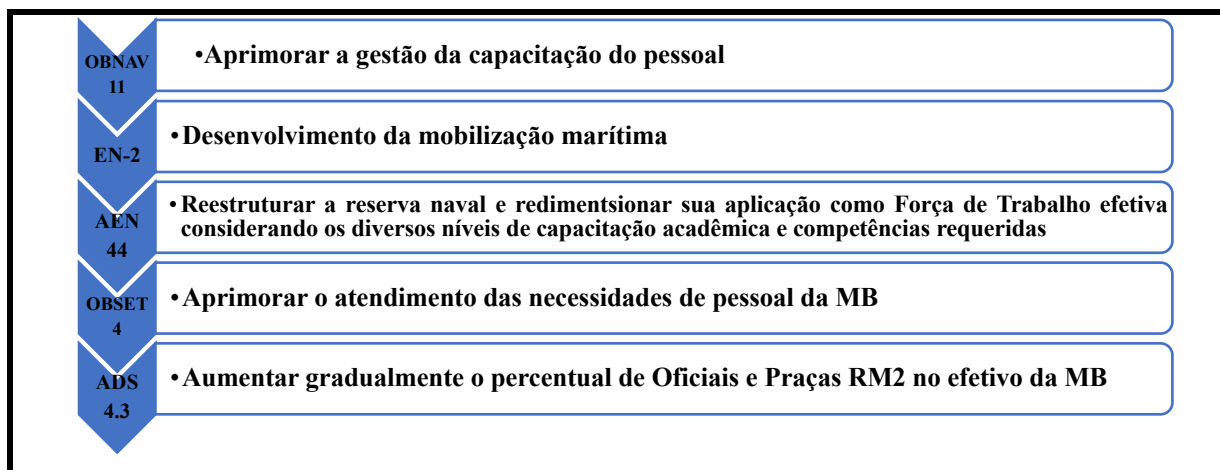 OBNAV
11
•Aprimorar a gestão da capacitação do pessoal
EN-2
•Desenvolvimento da mobilização marítima
AEN
44
•Reestruturar a reserva naval e redimentsionar sua aplicação como Força de Trabalho efetiva
considerando os diversos níveis de capacitação acadêmica e competências requeridas
OBSET
4
•Aprimorar o atendimento das necessidades de pessoal da MB
ADS
4.3
•Aumentar gradualmente o percentual de Oficiais e Praças RM2 no efetivo da MB